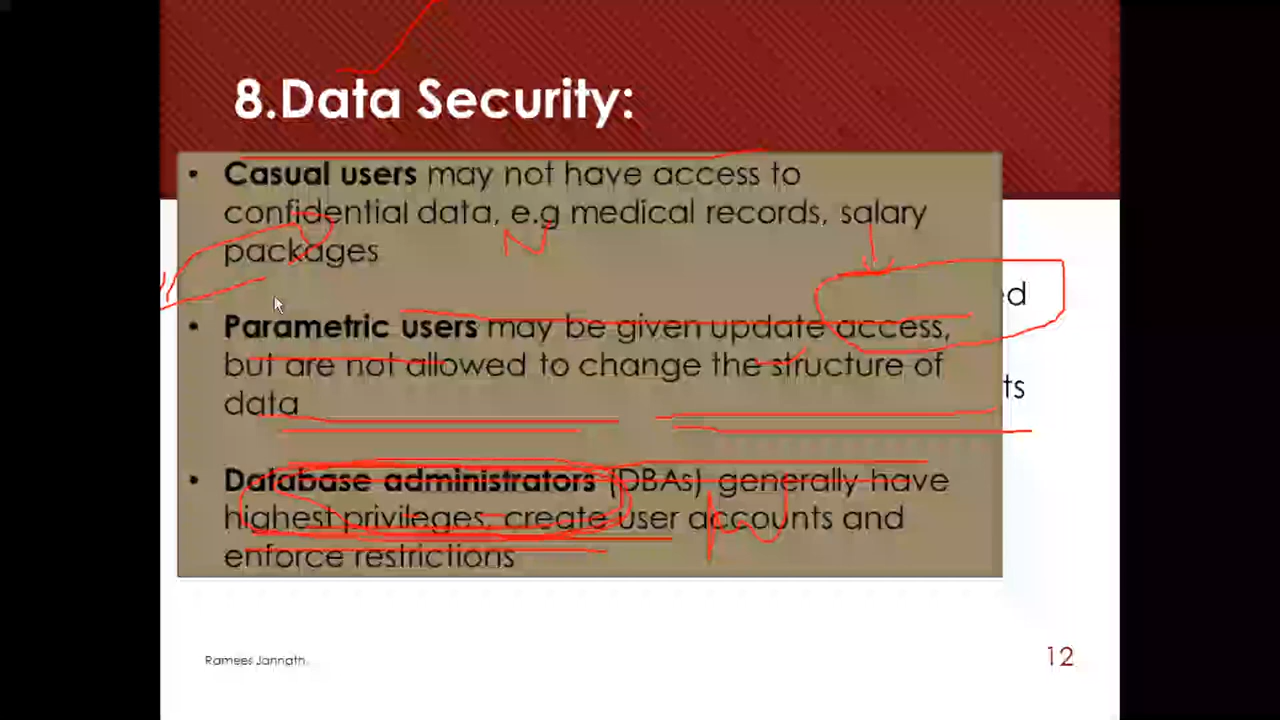 8.Data Security:
• Casual users may not have access to
confidential data, e.g medical records, salary
packages
ed
• Parametric users may be given update access,
but are not allowed to change the structure of
ts
data
• Database administrators (DBAs) generally have
highest privileges, create user accounts and
enforce restrictions
Ramees Jannath
12